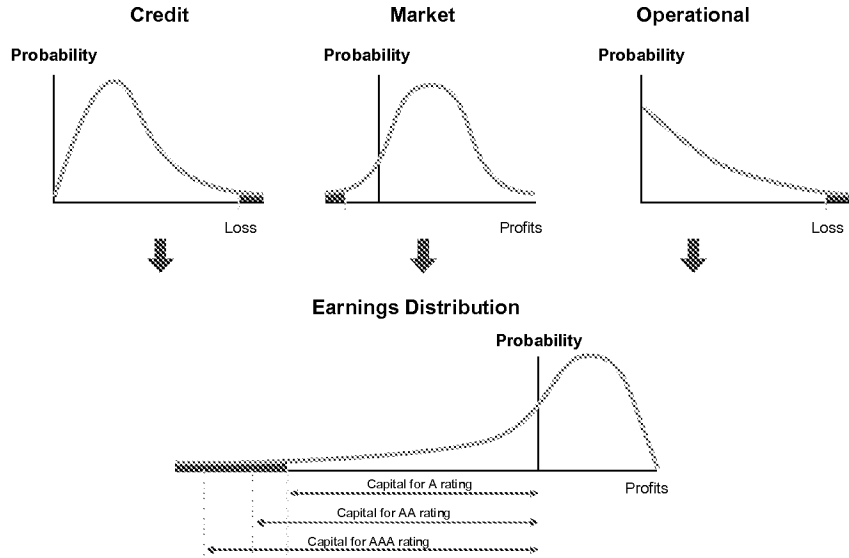 Credit
Market
Operational
Probability
Probability
Probability
Loss
Profits
Loss
Earnings Distribution
Probability
Profits
Capital for A rating
Capital for AA rating
Capital for AAA rating